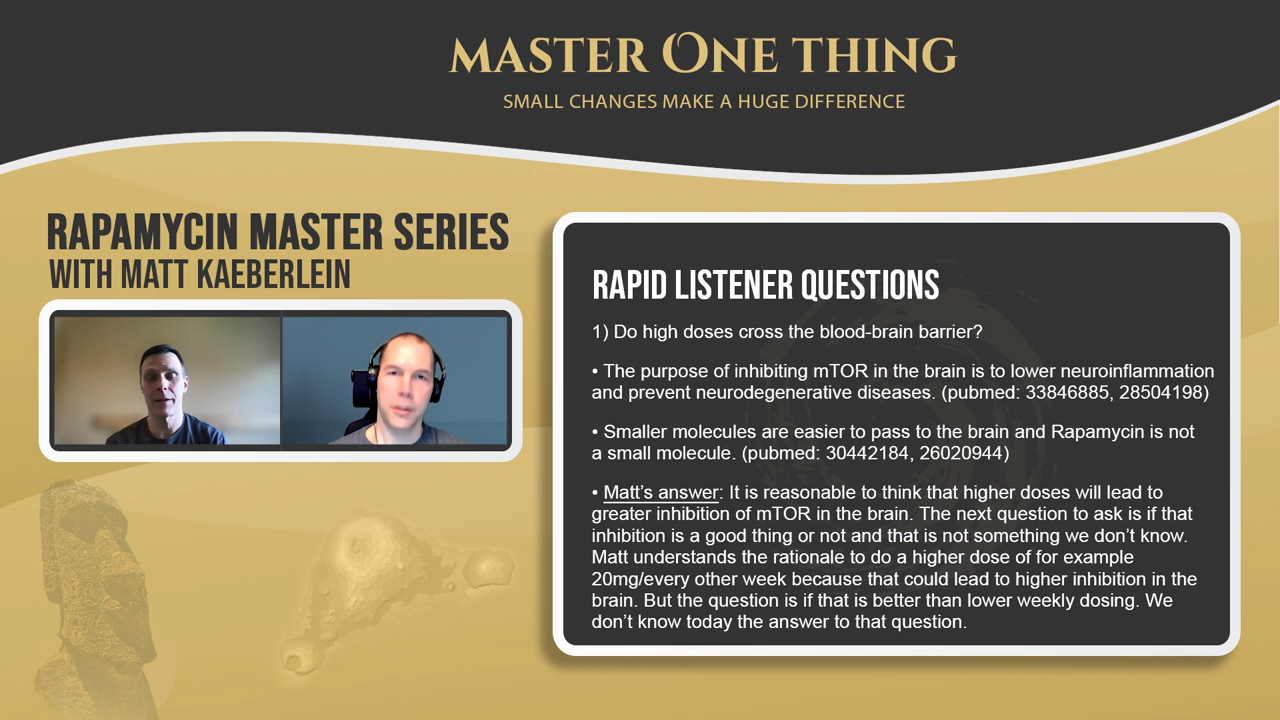 MASTER ONE THING
SMALL CHANGES MAKE A HUGE DIFFERENCE
RAPAMYCIN MASTER SERIES
WITH MATT KAEBERLEIN
RAPID LISTENER QUESTIONS
1) Do high doses cross the blood-brain barrier?
• The purpose of inhibiting mTOR in the brain is to lower neuroinflammation
and prevent neurodegenerative diseases. (pubmed: 33846885, 28504198)
• Smaller molecules are easier to pass to the brain and Rapamycin is not
a small molecule. (pubmed: 30442184, 26020944)
• Matt’s answer: It is reasonable to think that higher doses will lead to
greater inhibition of mTOR in the brain. The next question to ask is if that
inhibition is a good thing or not and that is not something we don’t know.
Matt understands the rationale to do a higher dose of for example
20mg/every other week because that could lead to higher inhibition in the
brain. But the question is if that is better than lower weekly dosing. We
don’t know today the answer to that question.